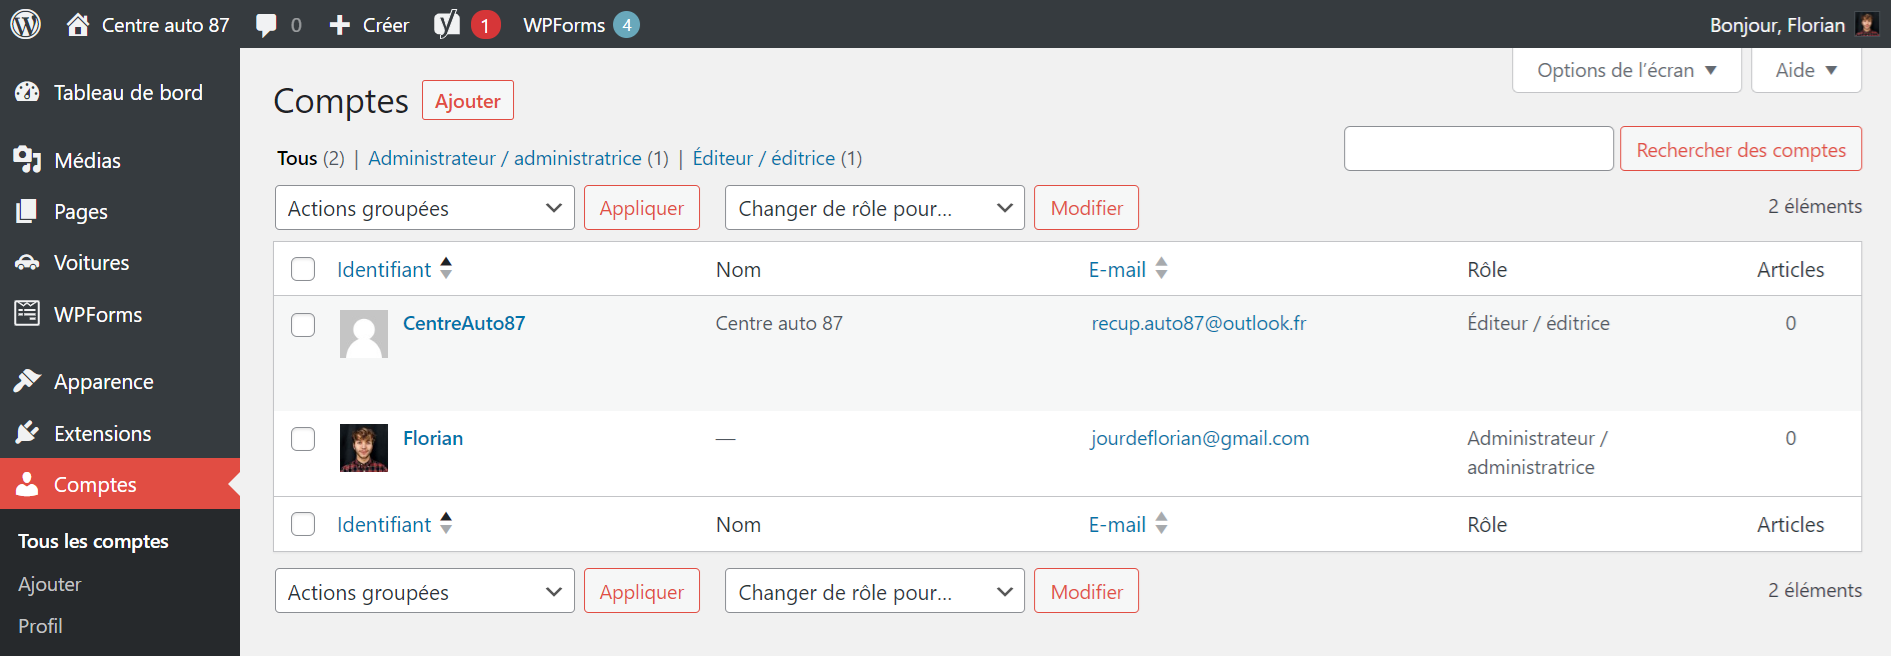 Centre auto 87 0 Créer 1 WPForms 4 Bonjour, Florian
Options de l’écran Aide
Tableau de bord
Médias
Pages
Voitures
WPForms
Apparence
Extensions
Comptes
Tous les comptes
Ajouter
Profil
Comptes Ajouter
Tous (2) | Administrateur / administratrice (1) | Éditeur / éditrice (1)
Rechercher des comptes
Actions groupées Appliquer Changer de rôle pour… Modifier 2 éléments
Identifiant Nom E-mail Rôle Articles
CentreAuto87 Centre auto 87 recup.auto87@outlook.fr Éditeur / éditrice 0
Florian — jourdeflorian@gmail.com Administrateur / 0
administratrice
Identifiant Nom E-mail Rôle Articles
Actions groupées Appliquer Changer de rôle pour… Modifier 2 éléments